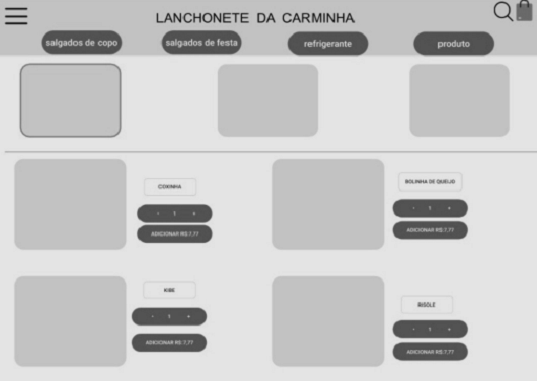 LANCHONETE DA CARMINHA
salgados de copo
salgados de festa
refrigerante
produto
COXINHA
- 1 +
ADICIONAR R$ 7,77
BOLINHA DE QUEIJO
- 1 +
ADICIONAR R$ 7,77
KIBE
- 1 +
ADICIONAR R$ 7,77
RISÓLE
- 1 +
ADICIONAR R$ 7,77